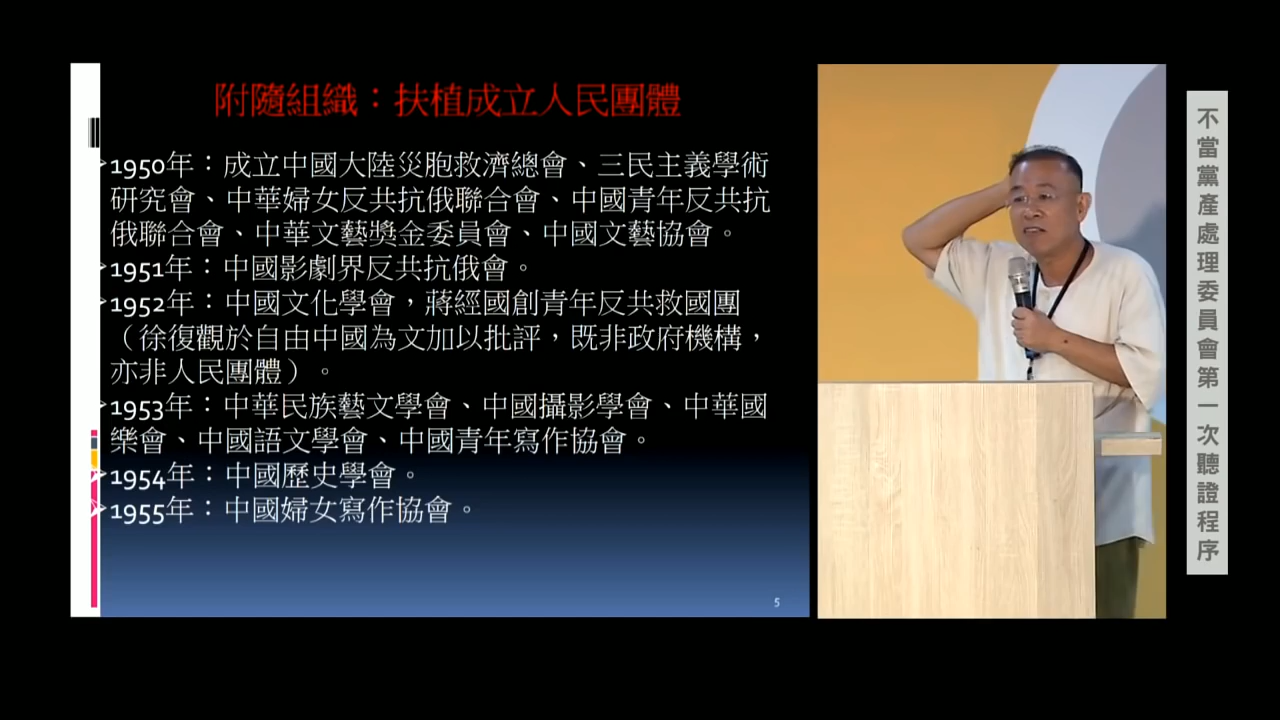 附隨組織：扶植成立人民團體
1950年：成立中國大陸災胞救濟總會、三民主義學術
研究會、中華婦女反共抗俄聯合會、中國青年反共抗
俄聯合會、中華文藝獎金委員會、中國文藝協會。
1951年：中國影劇界反共抗俄會。
1952年：中國文化學會，蔣經國創青年反共救國團
（徐復觀於自由中國為文加以批評，既非政府機構，
亦非人民團體）。
1953年：中華民族藝文學會、中國攝影學會、中華國
樂會、中國語文學會、中國青年寫作協會。
1954年：中國歷史學會。
1955年：中國婦女寫作協會。
5
不當黨產處理委員會第一次聽證程序